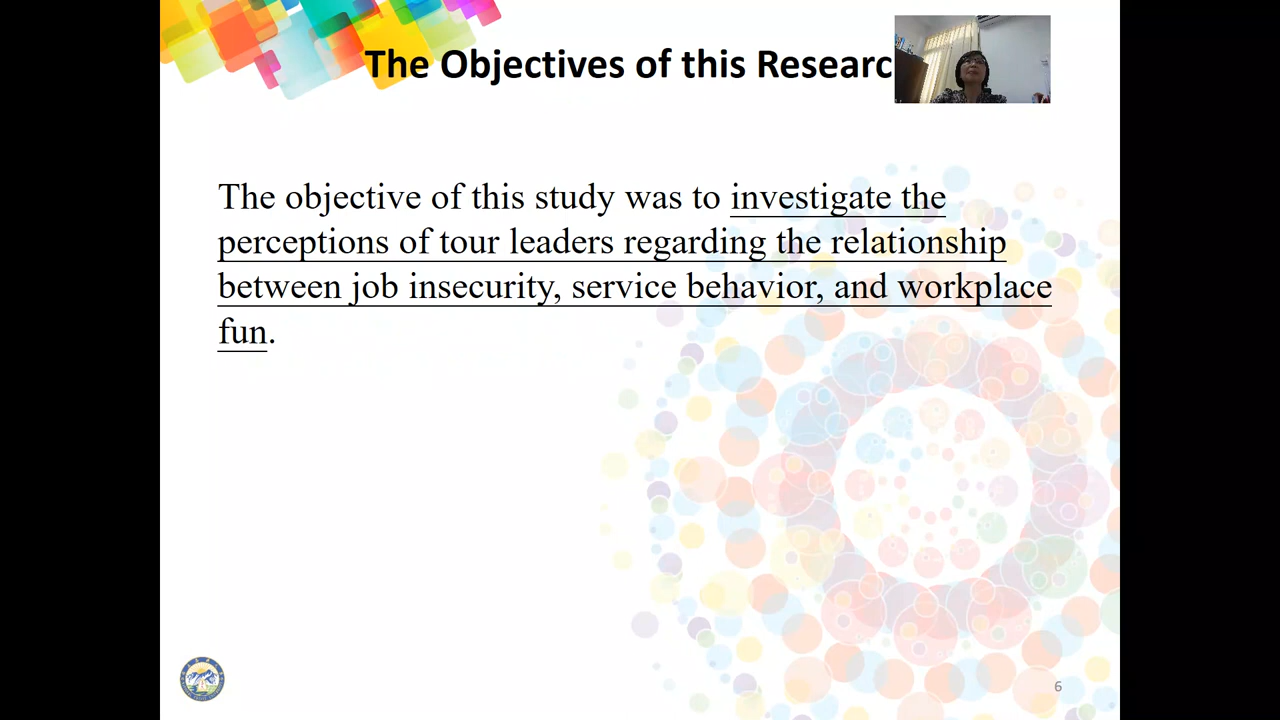 The Objectives of this Researc
The objective of this study was to investigate the
perceptions of tour leaders regarding the relationship
between job insecurity, service behavior, and workplace
fun.
6